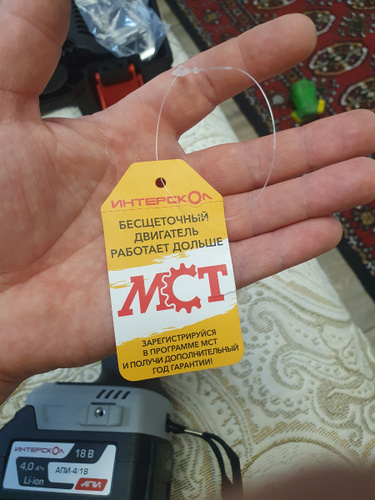 ИНТЕРСКОЛ
БЕСЩЕТОЧНЫЙ
ДВИГАТЕЛЬ
РАБОТАЕТ ДОЛЬШЕ
МСТ
ЗАРЕГИСТРИРУЙСЯ
В ПРОГРАММЕ МСТ
И ПОЛУЧИ ДОПОЛНИТЕЛЬНЫЙ
ГОД ГАРАНТИИ!
ИНТЕРСКОЛ 18 В
4,0 А*ч АПИ-4/18
Li-ion АПИ